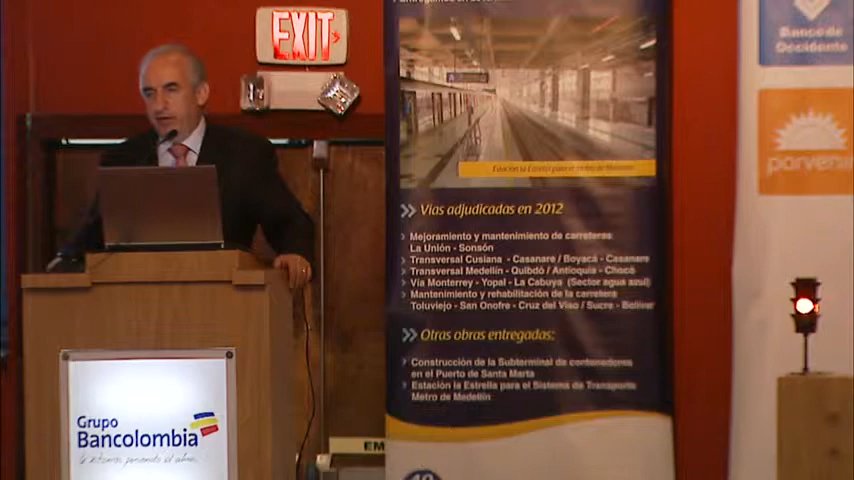 EXIT
Grupo
Bancolombia
EME
Vías adjudicadas en 2012
Mejoramiento y mantenimiento de carreteras
La Unión - Sonsón
Transversal Cusiana - Casanare / Boyacá - Casanare
Transversal Medellín - Quibdó / Antioquia - Chocó
Vía Monterrey - Yopal - La Cabuya (Sector agua azul)
Mantenimiento y rehabilitación de la carretera
Toluviejo - San Onofre - Cruz del Viso / Sucre - Bolívar
Otras obras entregadas:
Construcción de la Subterminal de contenedores
en el Puerto de Santa Marta
Estación la Estrella para el Sistema de Transporte
Metro de Medellín
Banco de
Occidente
porvenir